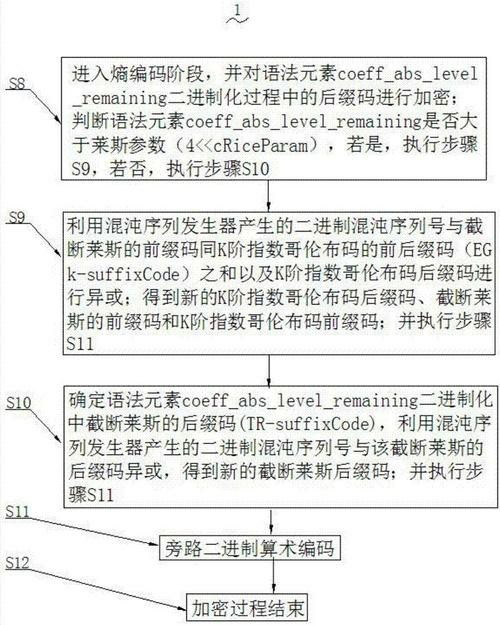 1
S8
进入熵编码阶段，并对语法元素coeff_abs_level
_remaining二进制化过程中的后缀码进行加密；
判断语法元素coeff_abs_level_remaining是否大
于莱斯参数（4<<cRiceParam），若是，执行步骤
S9，若否，执行步骤S10
S9
利用混沌序列发生器产生的二进制混沌序列号与截
断莱斯的前缀码同K阶指数哥伦布码的前后缀码（EG
k-suffixCode）之和以及K阶指数哥伦布码后缀码进
行异或；得到新的K阶指数哥伦布码后缀码、截断莱
斯的前缀码和K阶指数哥伦布码前缀码；并执行步骤
S11
S10
确定语法元素coeff_abs_level_remaining二进制化
中截断莱斯的后缀码(TR-suffixCode)，利用混沌序
列发生器产生的二进制混沌序列号与该截断莱斯的
后缀码异或，得到新的截断莱斯后缀码；并执行步
骤S11
S11
旁路二进制算术编码
S12
加密过程结束